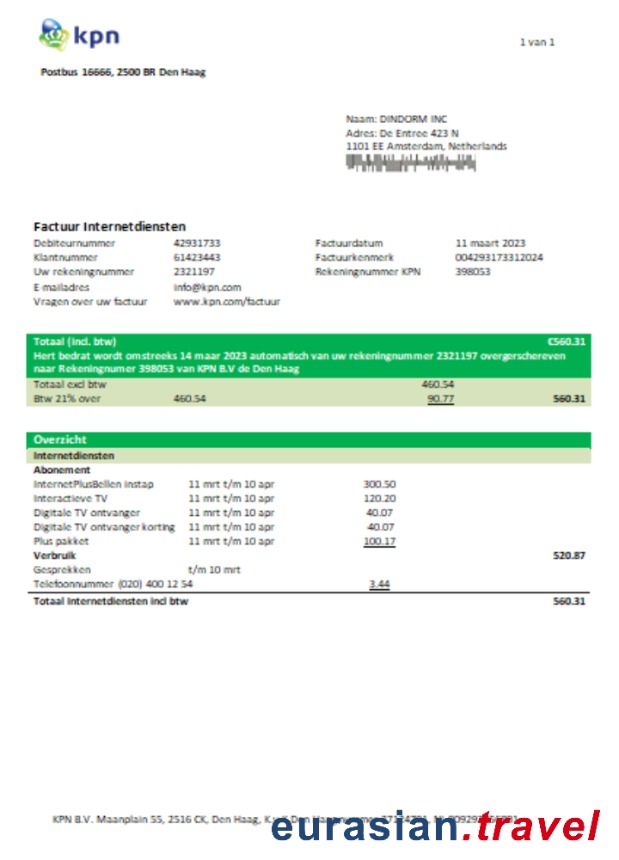 kpn
1 van 1
Postbus 16666, 2500 BR Den Haag
Naam: DINDORM INC
Adres: De Entree 423 N
1101 EE Amsterdam, Netherlands
Factuur Internetdiensten
Debiteurnummer 42931733 Factuurdatum 11 maart 2023
Klantnummer 61423443 Factuurkenmerk 004293173312024
Uw rekeningnummer 2321197 Rekeningnummer KPN 398053
E mailadres info@kpn.com
Vragen over uw factuur www.kpn.com/factuur
Totaal (incl. btw) €560.31
Hert bedrat wordt omstreeks 14 maar 2023 automatisch van uw rekeningnummer 2321197 overgerschereven
naar Rekeningnumer 398053 van KPN B.V de Den Haag
Totaal excl btw 460.54
Btw 21% over 460.54 90.77 560.31
Overzicht
Internetdiensten
Abonement
InternetPlusBellen instap 11 mrt t/m 10 apr 300.50
Interactieve TV 11 mrt t/m 10 apr 120.20
Digitale TV ontvanger 11 mrt t/m 10 apr 40.07
Digitale TV ontvanger korting 11 mrt t/m 10 apr 40.07
Plus pakket 11 mrt t/m 10 apr 100.17
Verbruik 520.87
Gesprekken t/m 10 mrt
Telefoonnummer (020) 400 12 54 3.44
Totaal Internetdiensten incl btw 560.31
KPN B.V. Maanplein 55, 2516 CK, Den Haag, K.v.K Den
eurasian.travel